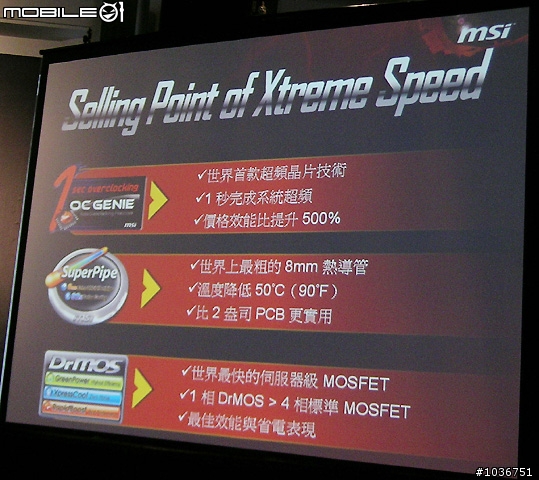 MOBILE01
msi
Selling Point of Xtreme Speed
1 sec overclocking
OC GENIE
msi
✓世界首款超頻晶片技術
✓1 秒完成系統超頻
✓價格效能比提升 500%
SuperPipe
✓世界上最粗的 8mm 熱導管
✓溫度降低 50°C（90°F）
✓比 2 盎司 PCB 更實用
DrMOS
GreenPower
XpressCool
RapidBoost
✓世界最快的伺服器級 MOSFET
✓1 相 DrMOS > 4 相標準 MOSFET
✓最佳效能與省電表現
#1036751